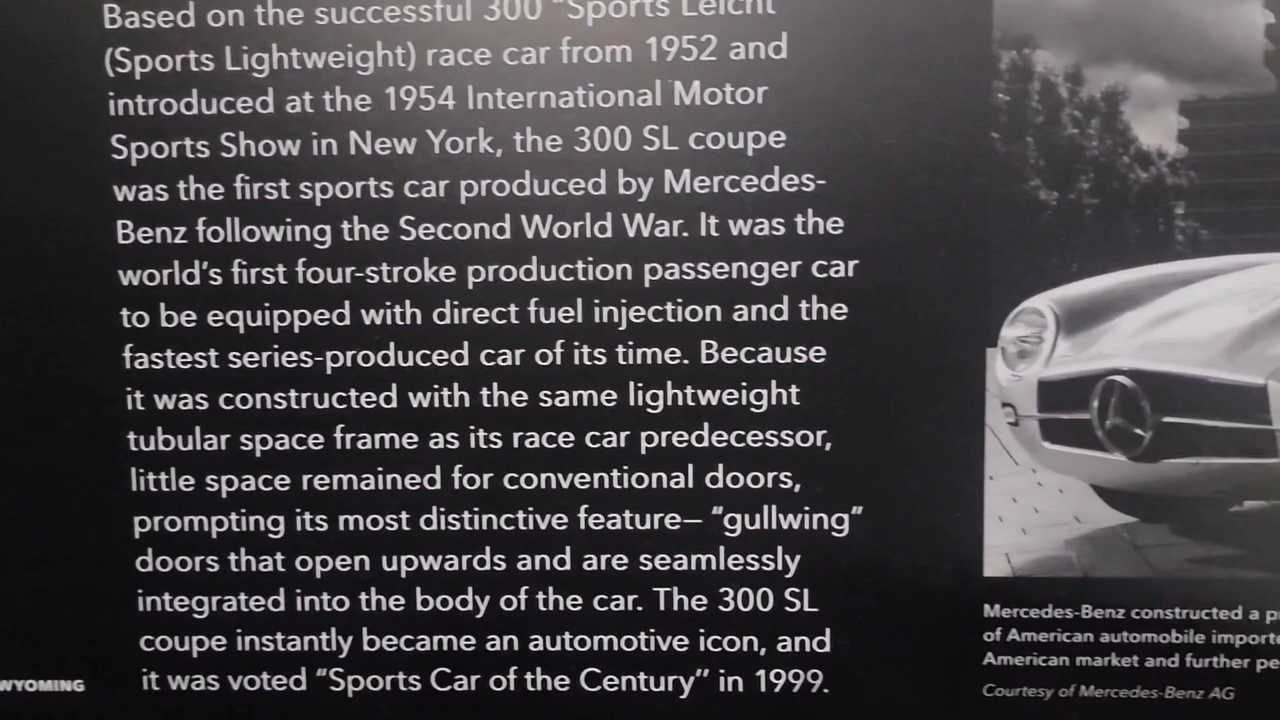 Based on the successful 300 "Sports Leicht
(Sports Lightweight) race car from 1952 and
introduced at the 1954 International Motor
Sports Show in New York, the 300 SL coupe
was the first sports car produced by Mercedes-
Benz following the Second World War. It was the
world's first four-stroke production passenger car
to be equipped with direct fuel injection and the
fastest series-produced car of its time. Because
it was constructed with the same lightweight
tubular space frame as its race car predecessor,
little space remained for conventional doors,
prompting its most distinctive feature— "gullwing"
doors that open upwards and are seamlessly
integrated into the body of the car. The 300 SL
coupe instantly became an automotive icon, and
it was voted "Sports Car of the Century" in 1999.
WYOMING
Mercedes-Benz constructed a
of American automobile
American market and further
Courtesy of Mercedes-Benz AG